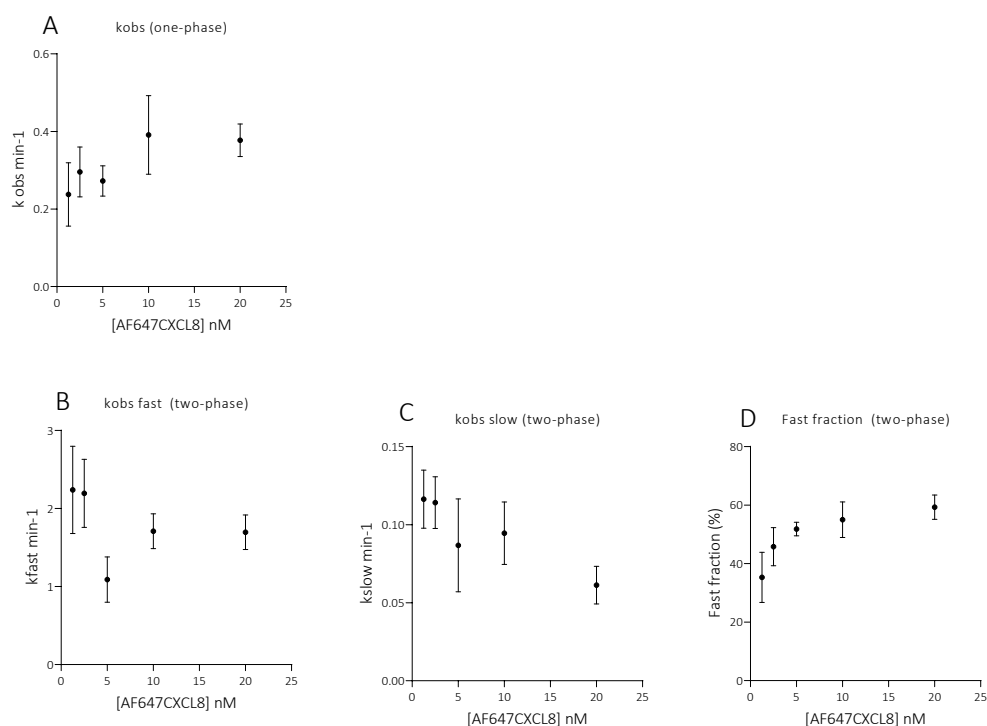 A
kobs (one-phase)
0.6
0.4
0.2
0.0
k obs min-1
0 5 10 15 20 25
[AF647CXCL8] nM
B
kobs fast (two-phase)
3
2
1
0
kfast min-1
0 5 10 15 20 25
[AF647CXCL8] nM
C
kobs slow (two-phase)
0.15
0.10
0.05
0.00
kslow min-1
0 5 10 15 20 25
[AF647CXCL8] nM
D
Fast fraction (two-phase)
80
60
40
20
0
Fast fraction (%)
0 5 10 15 20 25
[AF647CXCL8] nM